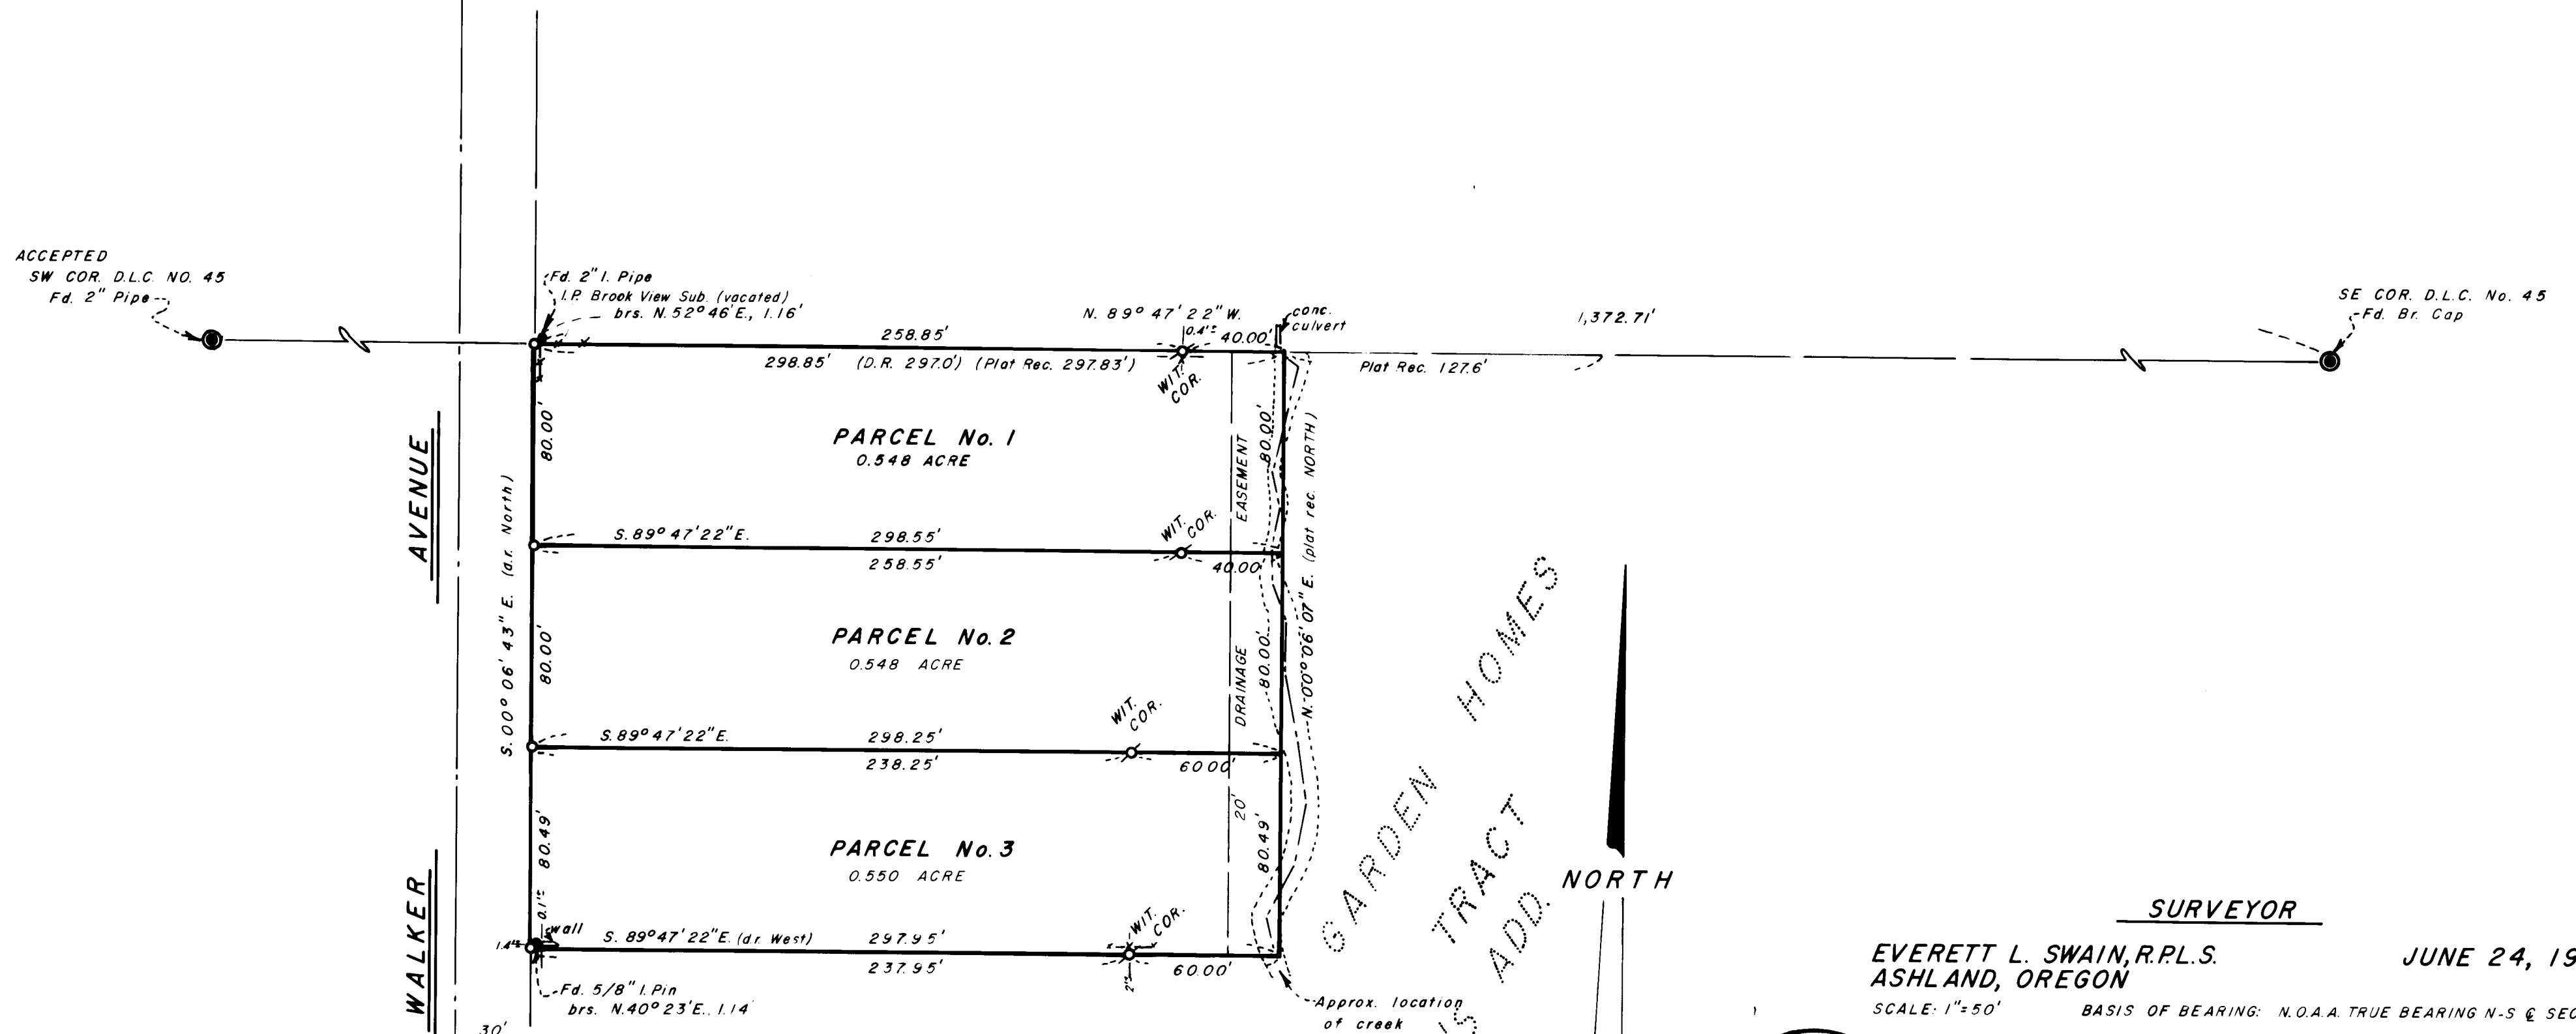 ACCEPTED
SW COR. D.L.C. NO. 45
Fd. 2" Pipe
Fd. 2" I. Pipe
I.P. Brook View Sub. (vacated)
brs. N. 52° 46' E., 1.16'
258.85'
298.85' (D.R. 297.0') (Plat Rec. 297.83')
N. 89° 47' 22" W.
0.4'±
40.00'
conc.
culvert
1,372.71'
Plat Rec. 127.6'
SE COR. D.L.C. No. 45
Fd. Br. Cap
WIT.
COR.
80.00'
PARCEL No. 1
0.548 ACRE
80.00'
EASEMENT
AVENUE
S. 00° 06' 43" E. (d.r. North)
N. 00° 06' 07" E. (plat rec. NORTH)
S. 89° 47' 22" E.
298.55'
258.55'
WIT.
COR.
40.00'
80.00'
PARCEL No. 2
0.548 ACRE
80.00'
DRAINAGE
S. 89° 47' 22" E.
298.25'
238.25'
WIT.
COR.
60.00'
20'
80.49'
PARCEL No. 3
0.550 ACRE
80.49'
WALKER
0.1'±
1.4'±
wall
S. 89° 47' 22" E. (d.r. West)
297.95'
237.95'
WIT.
COR.
60.00'
Fd. 5/8" I. Pin
brs. N. 40° 23' E., 1.14'
30'
Approx. location
of creek
GARDEN HOMES
TRACT
ADD.
NORTH
SURVEYOR
EVERETT L. SWAIN, R.P.L.S.
JUNE 24, 19
ASHLAND, OREGON
SCALE: 1"=50'
BASIS OF BEARING: N.O.A.A. TRUE BEARING N-S ℄ SEC